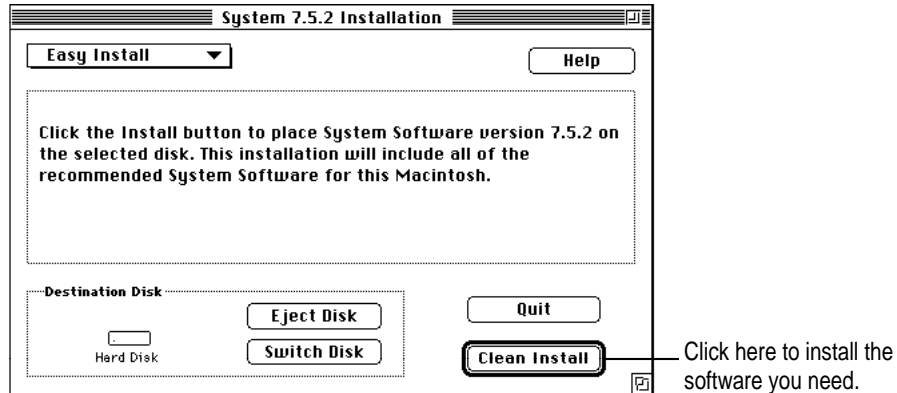 System 7.5.2 Installation
Easy Install
Help
Click the Install button to place System Software version 7.5.2 on
the selected disk. This installation will include all of the
recommended System Software for this Macintosh.
Destination Disk
Eject Disk
Quit
Hard Disk
Switch Disk
Clean Install
Click here to install the
software you need.